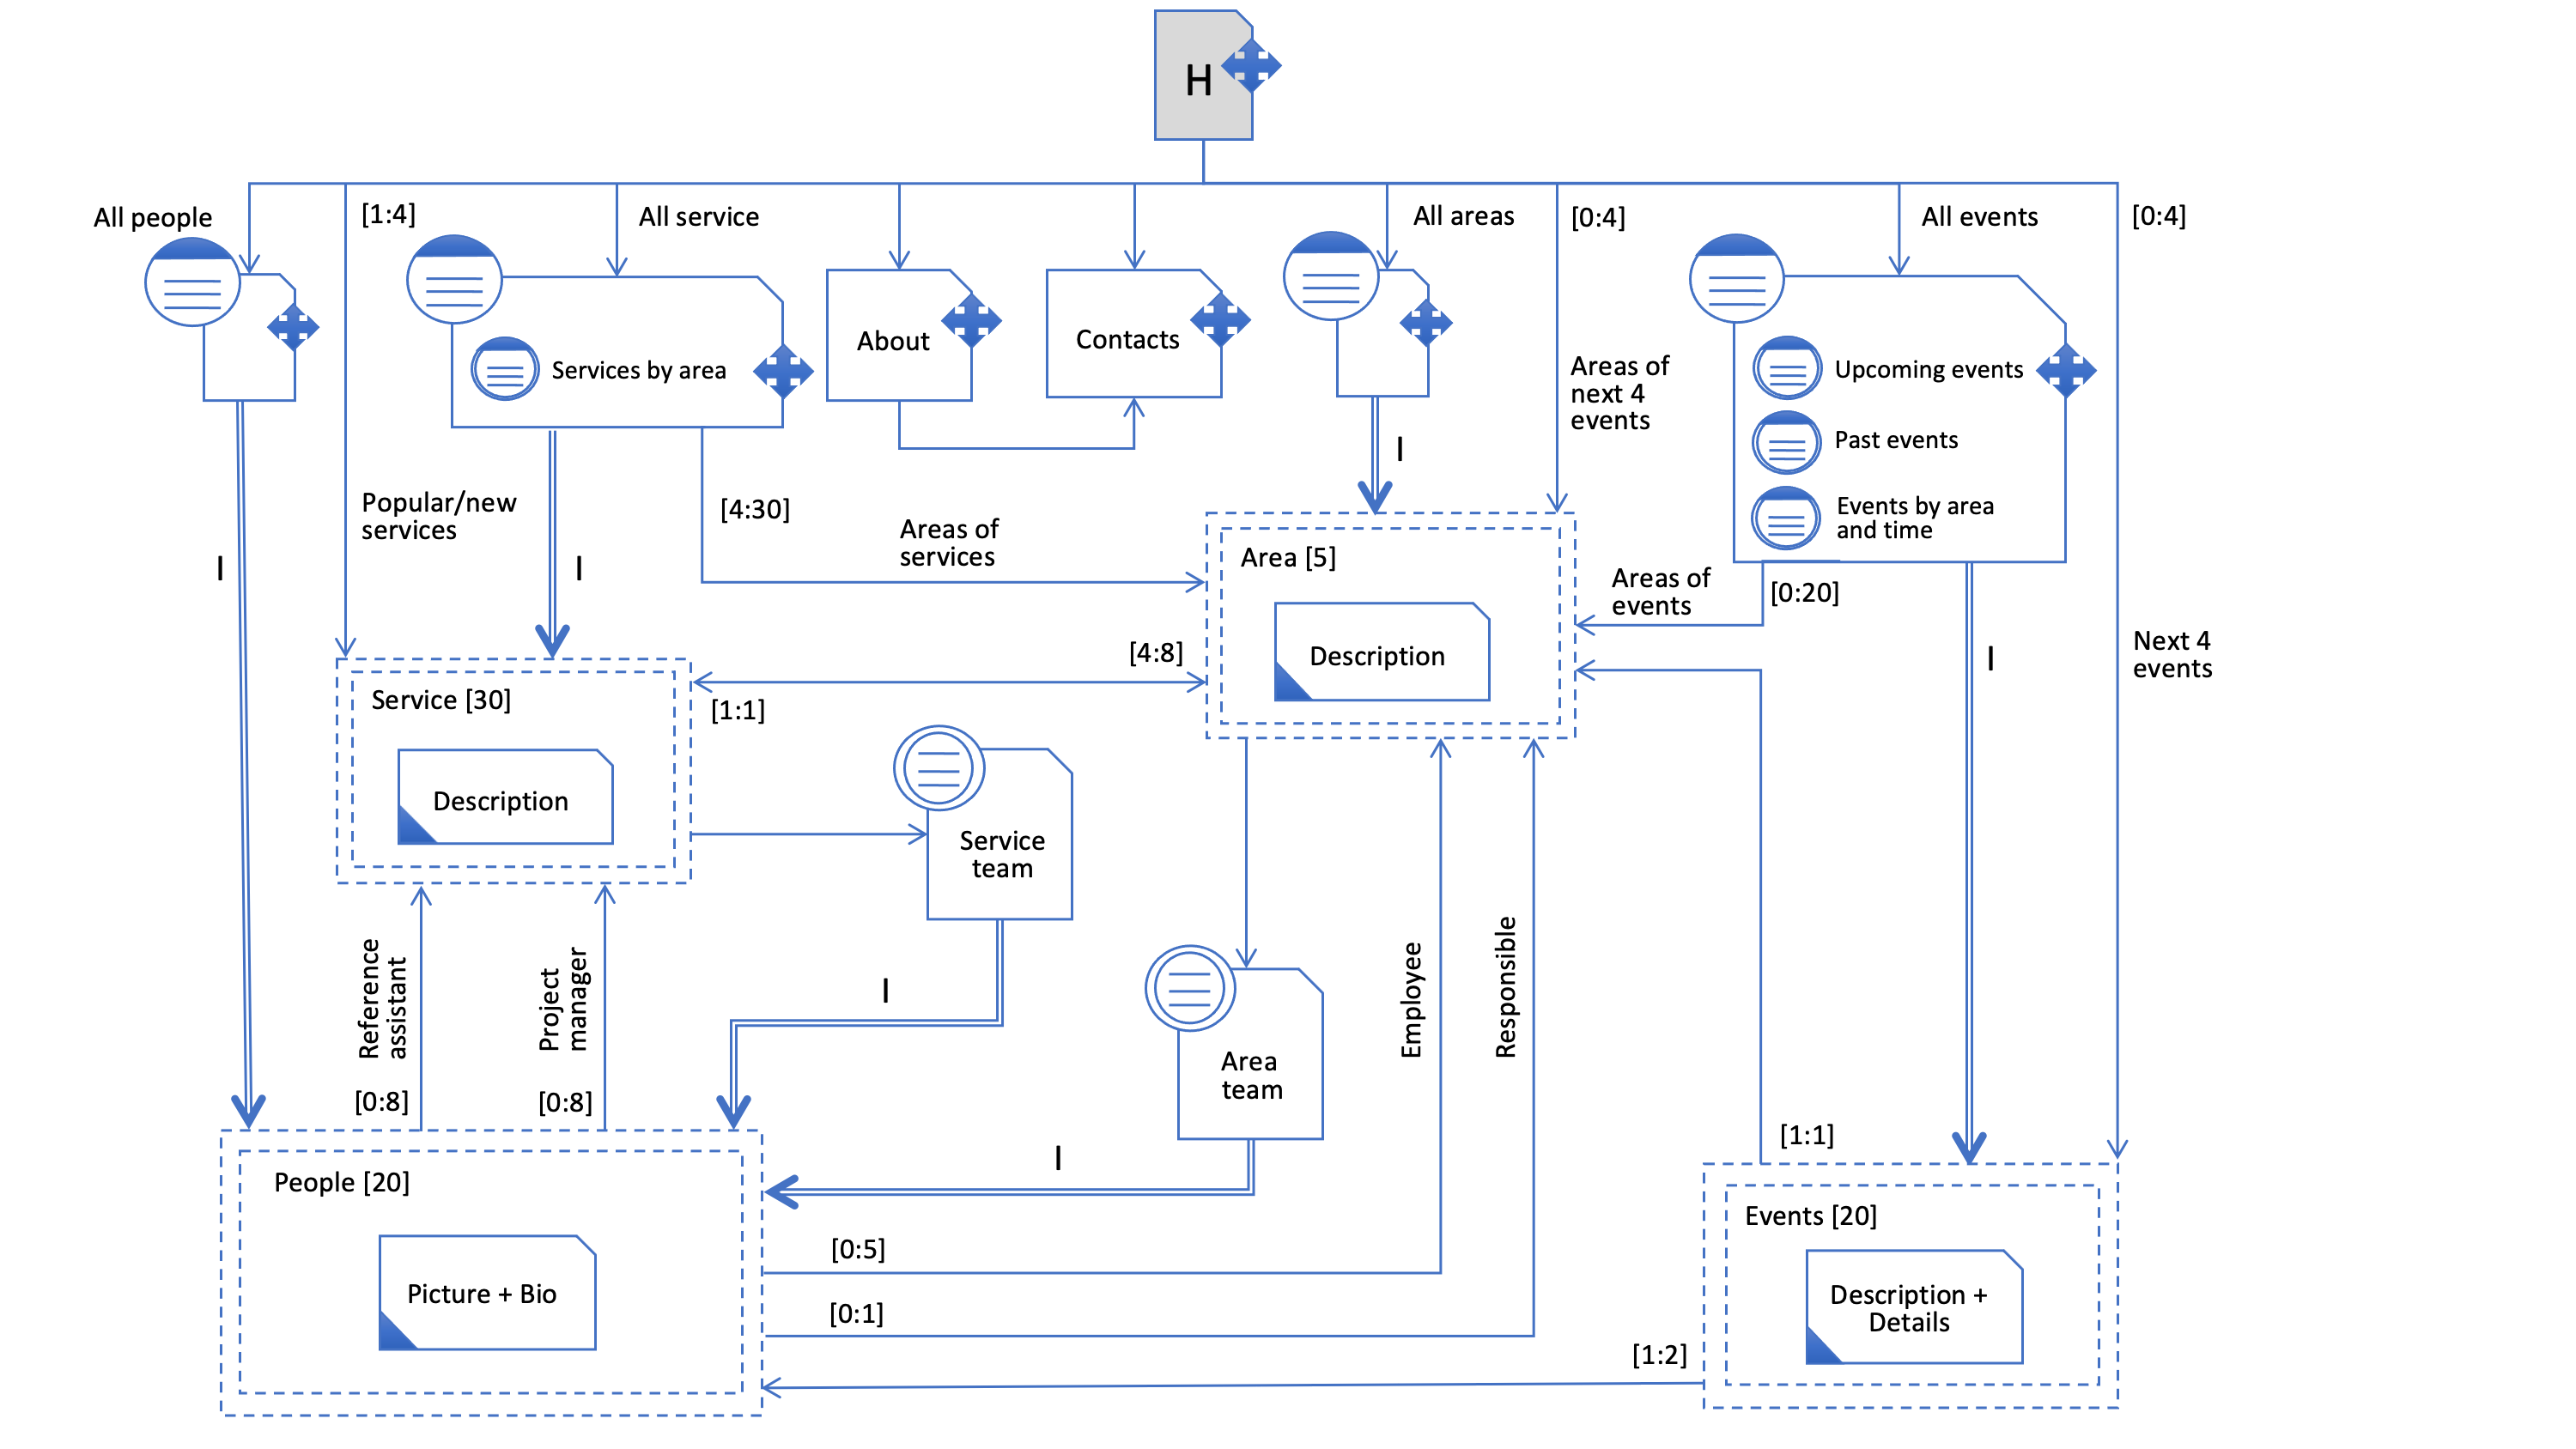 H
All people
[1:4]
All service
All areas
[0:4]
All events
[0:4]
Services by area
About
Contacts
Areas of
next 4
events
Upcoming events
Past events
Events by area
and time
I
Popular/new
services
[4:30]
Areas of
services
I
I
Area [5]
Description
Areas of
events
[0:20]
I
Next 4
events
[4:8]
[1:1]
Service [30]
Description
Service
team
Reference
assistant
Project
manager
I
Employee
Responsible
Area
team
[0:8]
[0:8]
[1:1]
I
People [20]
Picture + Bio
[0:5]
[0:1]
[1:2]
Events [20]
Description +
Details